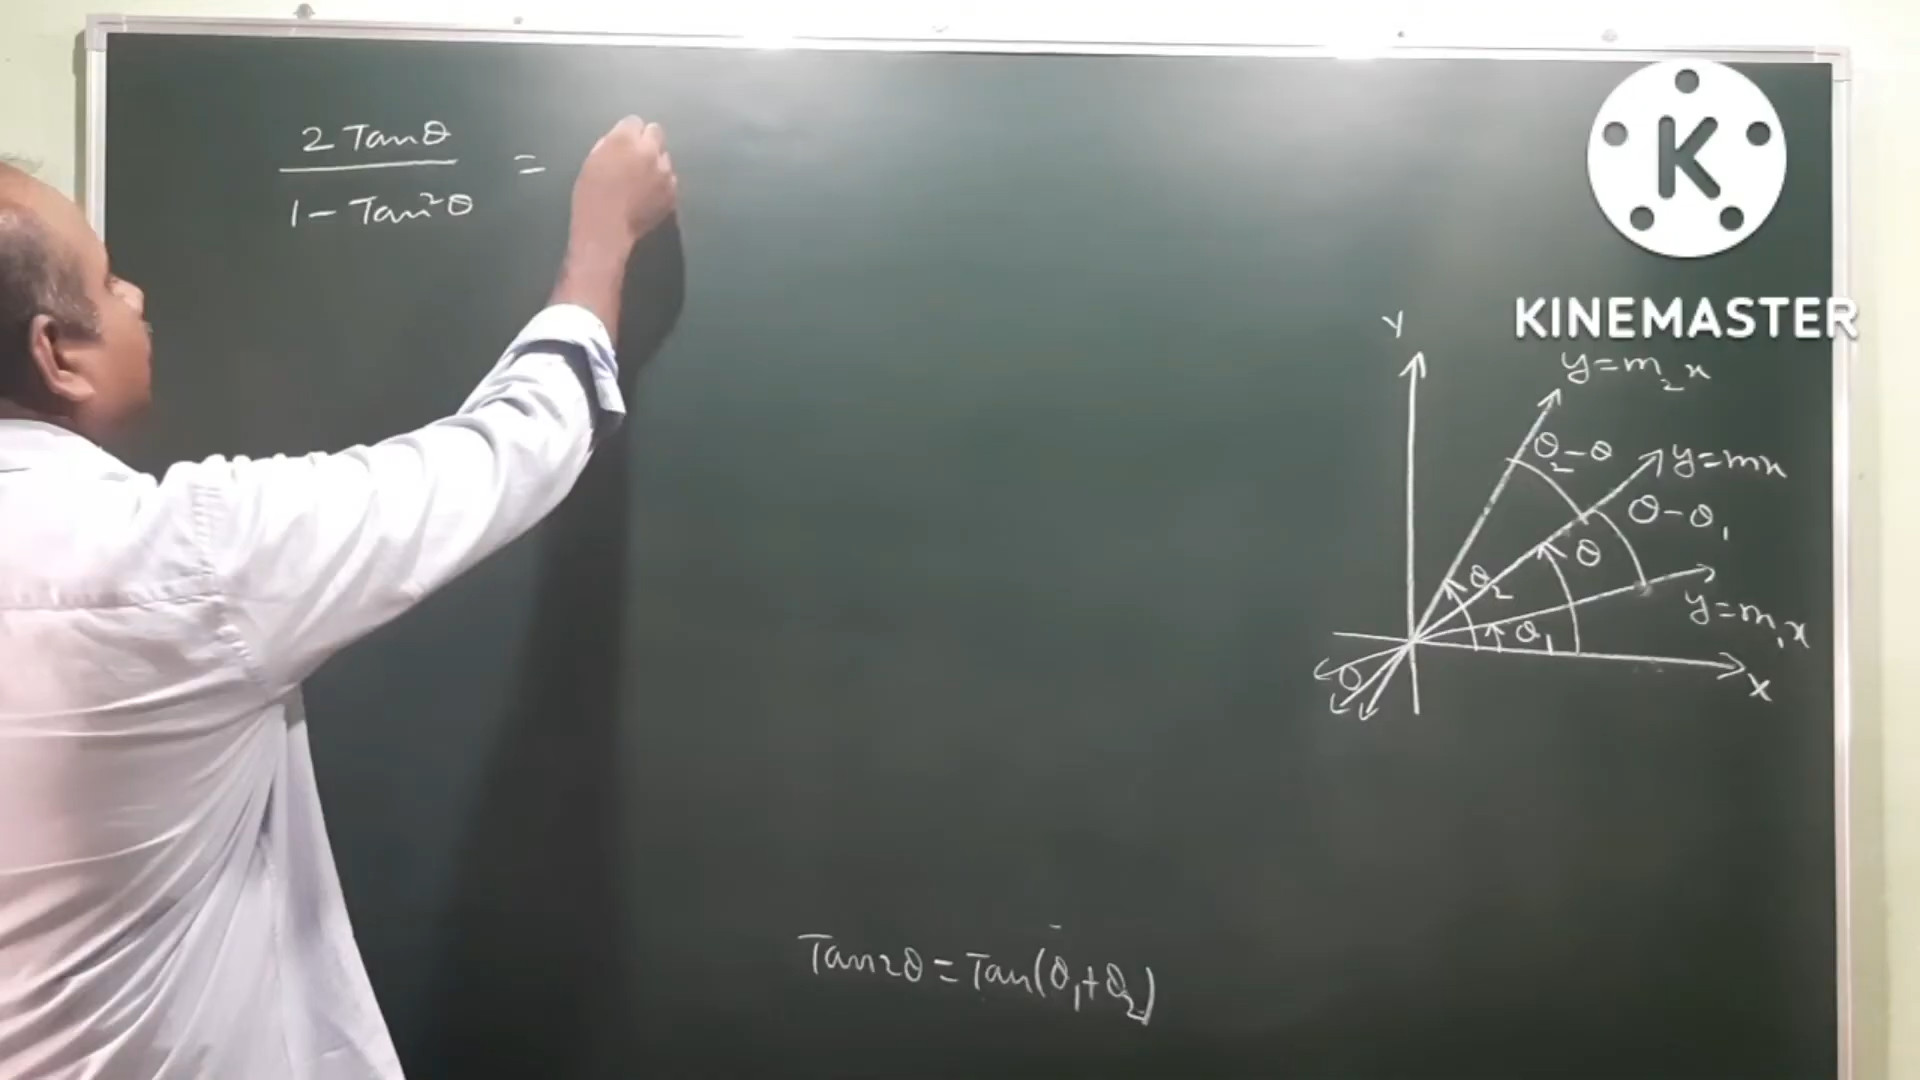 2 Tanθ
1 - Tan²θ
=
K
KINEMASTER
Y
y=m₂x
θ₂-θ
y=mx
θ-θ₁
θ
θ₂
y=m₁x
θ₁
X
θ
Tan2θ = Tan(θ₁+θ₂)